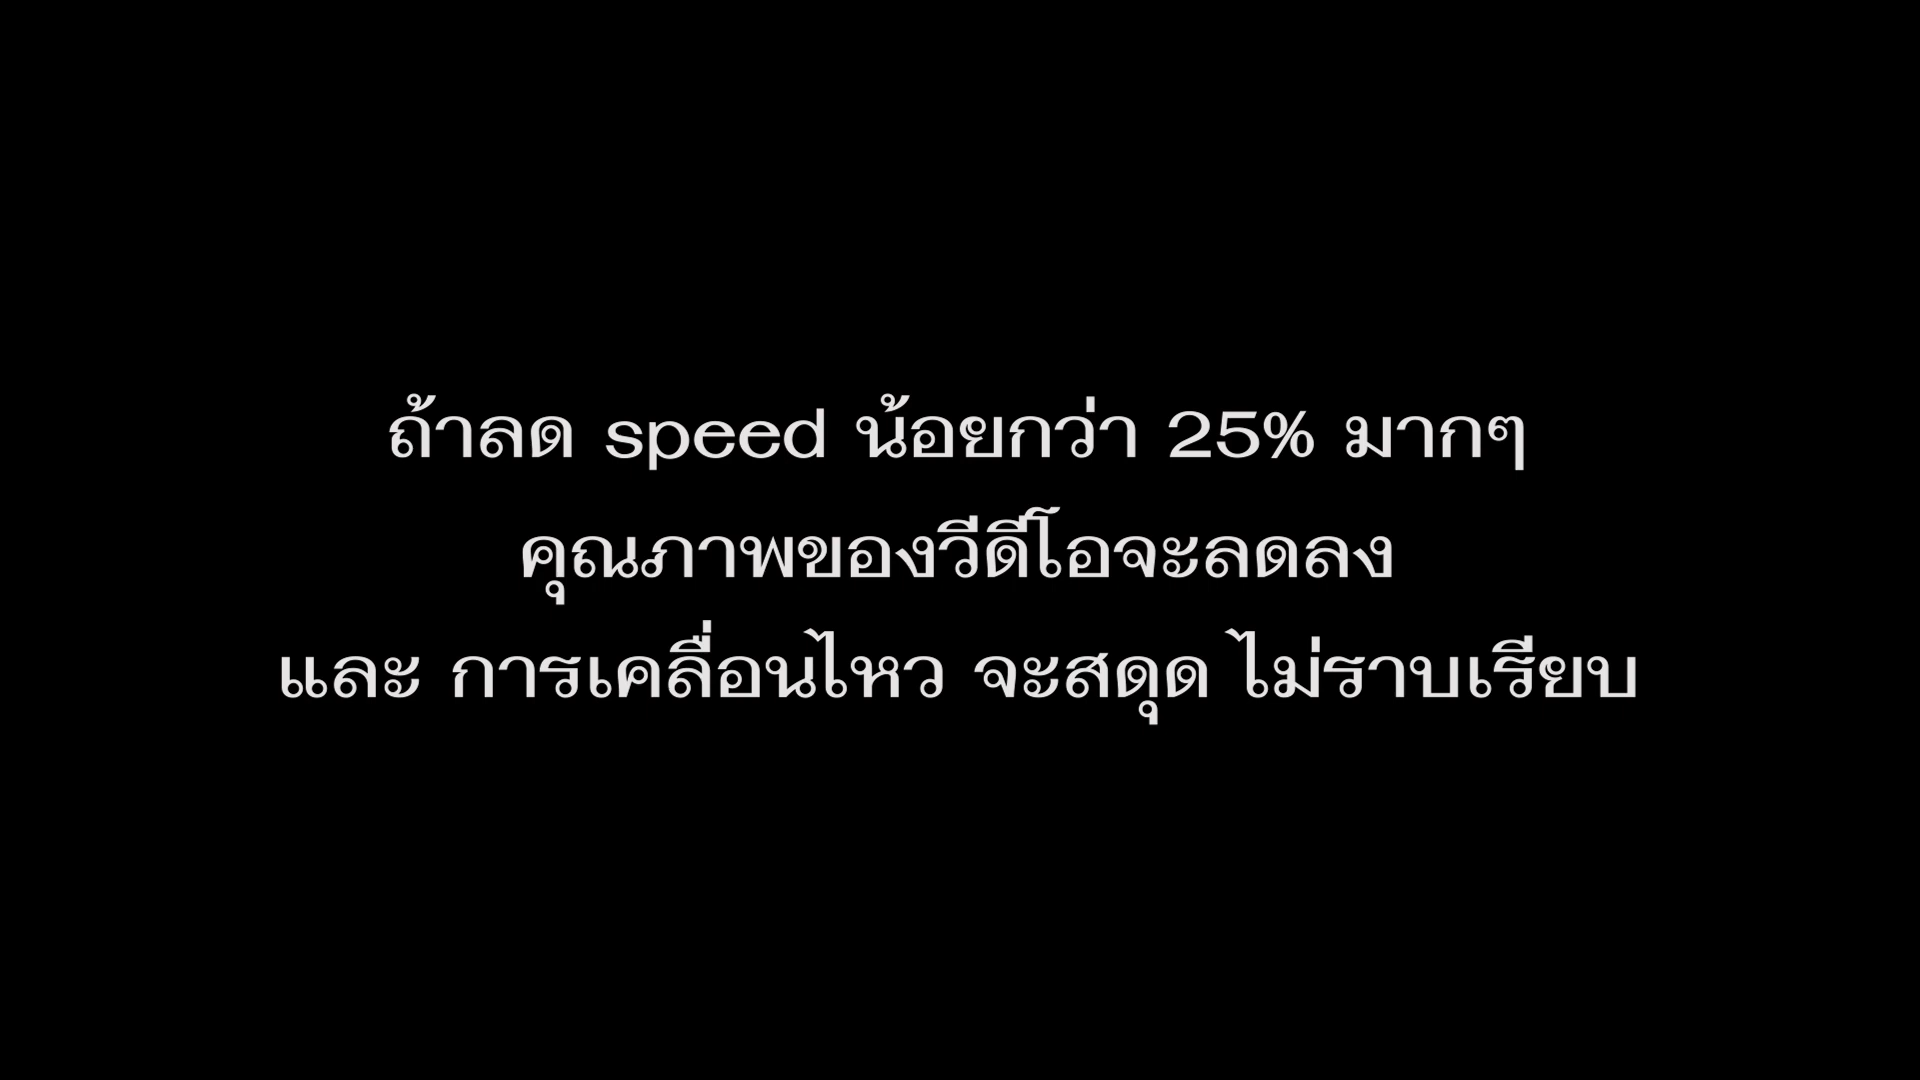 ถ้าลด speed น้อยกว่า 25% มากๆ
คุณภาพของวีดีโอจะลดลง
และ การเคลื่อนไหว จะสดุด ไม่ราบเรียบ